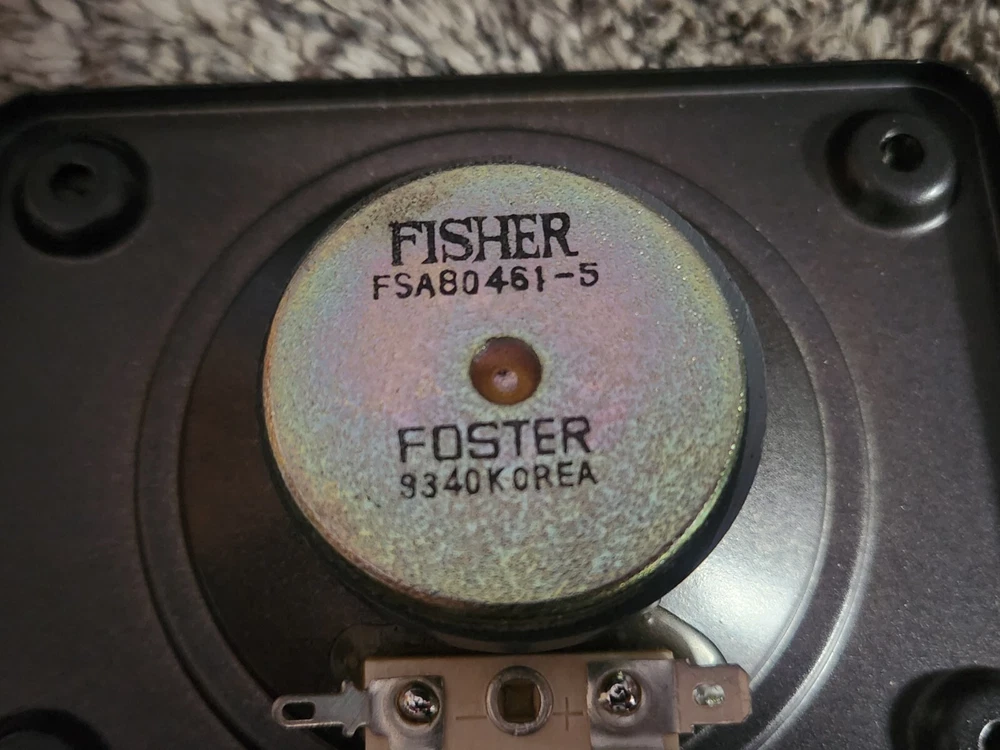 FISHER
FSA80461-5
FOSTER
9340KOREA
- +